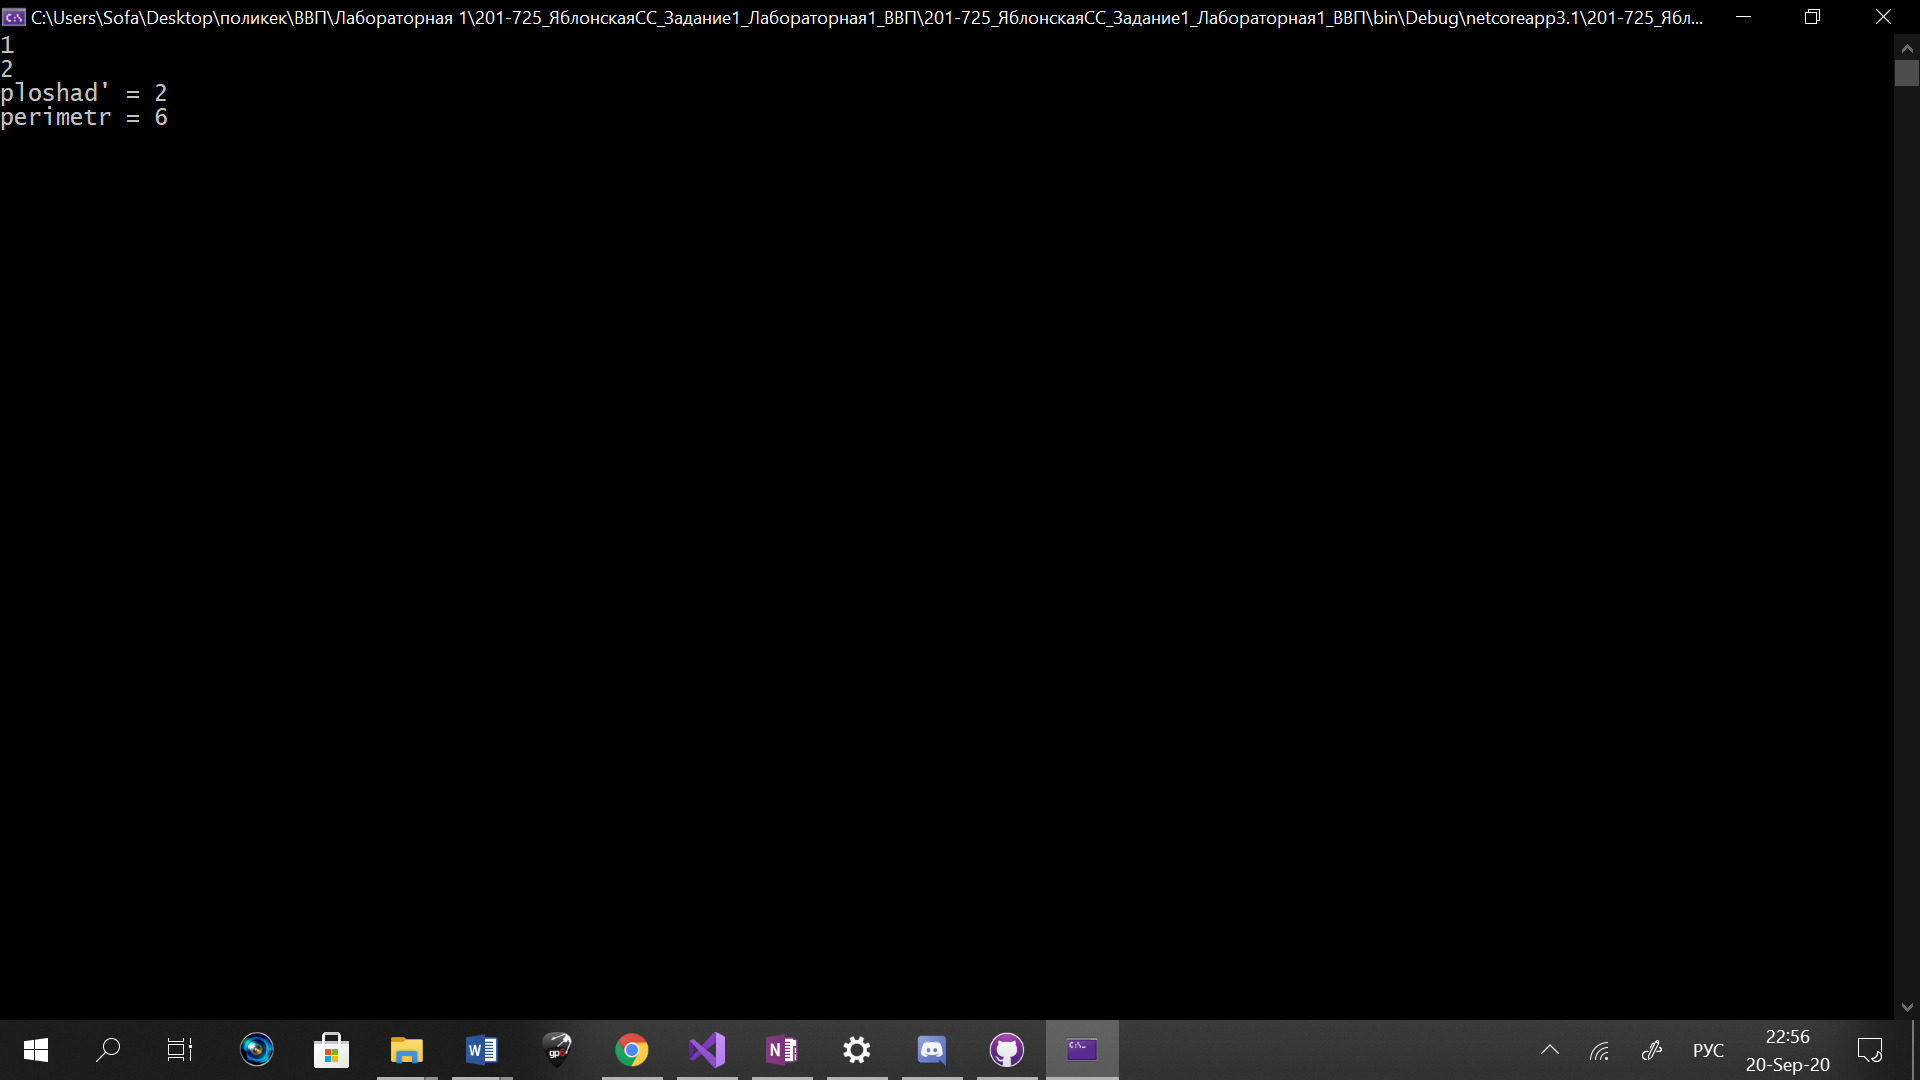 C:\Users\Sofa\Desktop\поликек\ВВП\Лабораторная 1\201-725_ЯблонскаяСС_Задание1_Лабораторная1_ВВП\201-725_ЯблонскаяСС_Задание1_Лабораторная1_ВВП\bin\Debug\netcoreapp3.1\201-725_Ябл...
1
2
ploshad' = 2
perimetr = 6
РУС
22:56
20-Sep-20